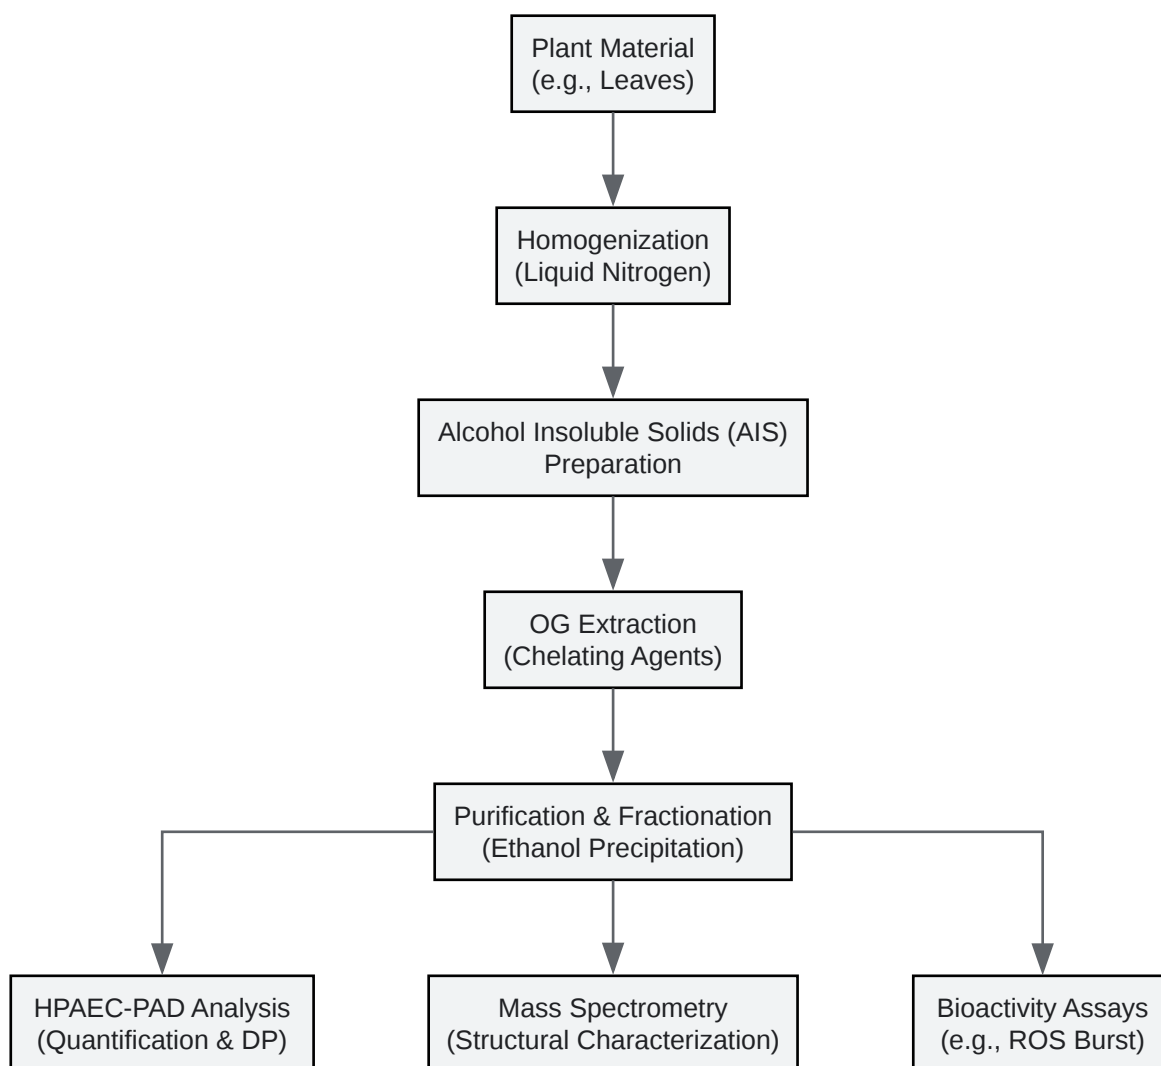 Plant Material
(e.g., Leaves)
Homogenization
(Liquid Nitrogen)
Alcohol Insoluble Solids (AIS)
Preparation
OG Extraction
(Chelating Agents)
Purification & Fractionation
(Ethanol Precipitation)
HPAEC-PAD Analysis
(Quantification & DP)
Mass Spectrometry
(Structural Characterization)
Bioactivity Assays
(e.g., ROS Burst)